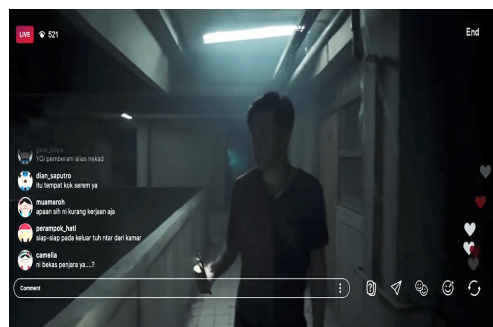 LIVE 521
End
YOi pemberani alias nekad
dian_saputro
itu tempat kok serem ya
muamaroh
apaan sih ni kurang kerjaan aja
perampok_hati
siap-siap pada keluar tuh ntar dari kamar
camelia
ni bekas penjara ya....?
Comment